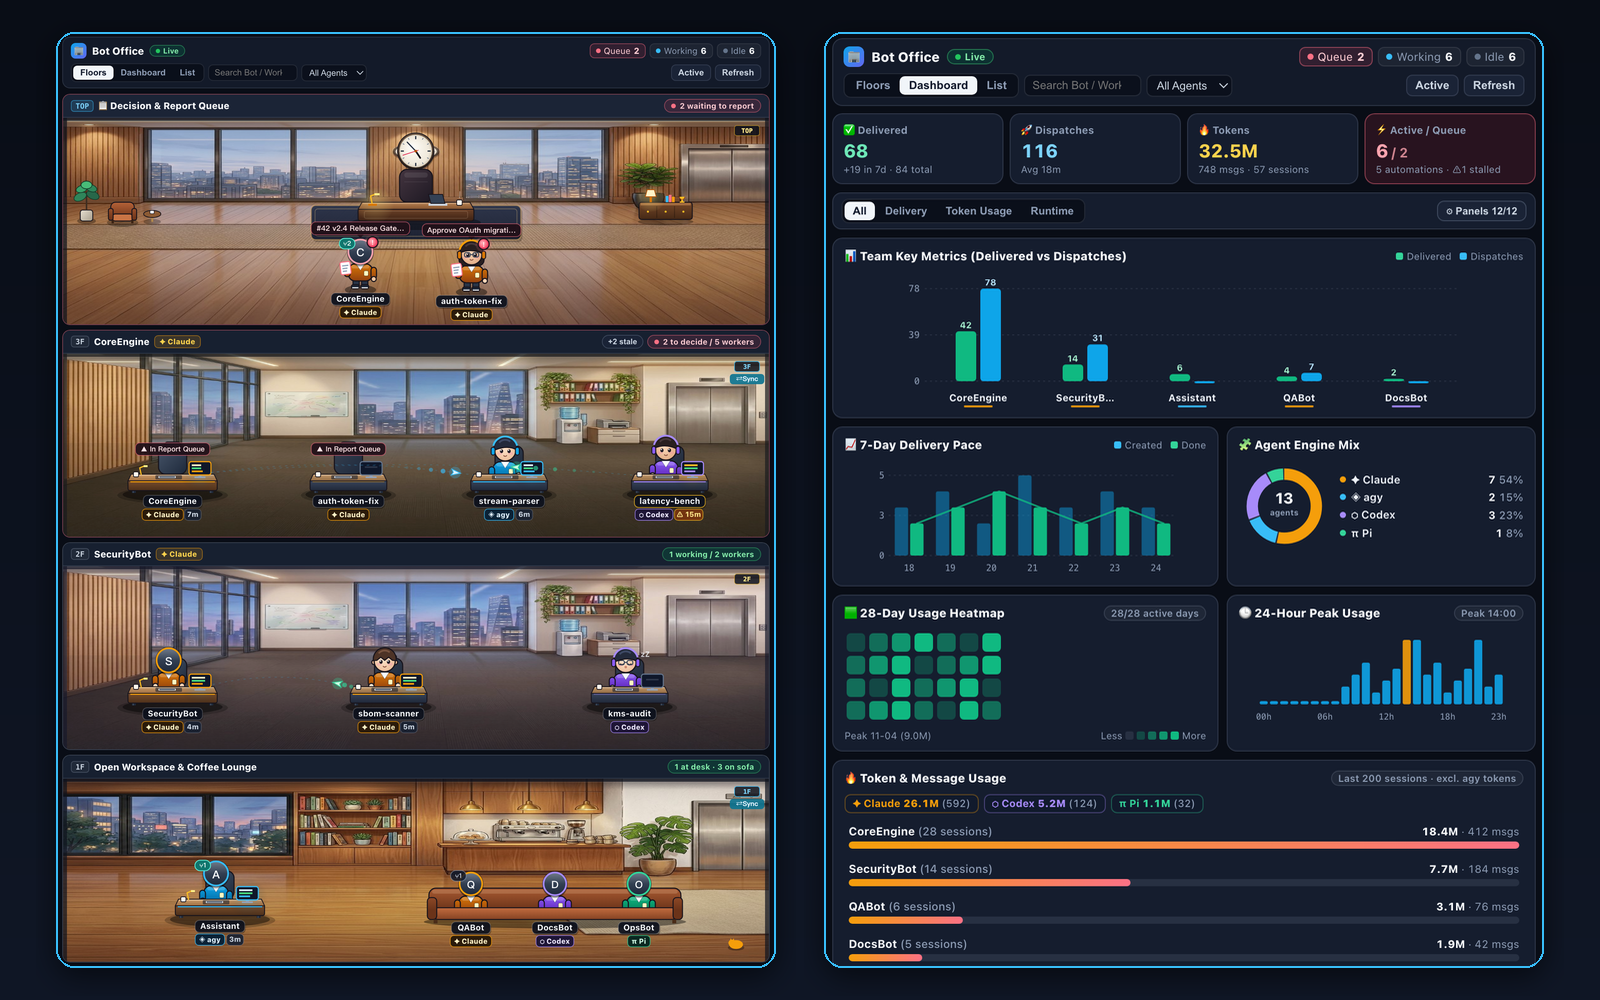 Bot Office Live
Queue 2 Working 6 Idle 6
Floors Dashboard List Search Bot / Work All Agents Active Refresh
TOP Decision & Report Queue 2 waiting to report
TOP
#42 v2.4 Release Gate... Approve OAuth migrati...
v2 ! !
C
CoreEngine auth-token-fix
Claude Claude
3F CoreEngine Claude +2 stale 2 to decide / 5 workers
3F
Sync
In Report Queue In Report Queue
CoreEngine auth-token-fix stream-parser latency-bench
Claude 7m Claude agy 6m Codex 15m
2F SecurityBot Claude 1 working / 2 workers
2F
S
zZ
SecurityBot sbom-scanner kms-audit
Claude 4m Claude 5m Codex
1F Open Workspace & Coffee Lounge 1 at desk · 3 on sofa
1F
Sync
v1 A
v1 Q D O
Assistant QABot DocsBot OpsBot
agy 3m Claude Codex π Pi
Bot Office Live
Queue 2 Working 6 Idle 6
Floors Dashboard List Search Bot / Work All Agents Active Refresh
Delivered
68
+19 in 7d · 84 total
Dispatches
116
Avg 18m
Tokens
32.5M
748 msgs · 57 sessions
Active / Queue
6 / 2
5 automations · ⚠1 stalled
All Delivery Token Usage Runtime Panels 12/12
Team Key Metrics (Delivered vs Dispatches) Delivered Dispatches
78
39
0
42 78
14 31
6
4 7
2
CoreEngine SecurityB... Assistant QABot DocsBot
7-Day Delivery Pace Created Done
5
3
0
18 19 20 21 22 23 24
Agent Engine Mix
13
agents
Claude 7 54%
agy 2 15%
Codex 3 23%
π Pi 1 8%
28-Day Usage Heatmap 28/28 active days
Peak 11-04 (9.0M) Less More
24-Hour Peak Usage Peak 14:00
00h 06h 12h 18h 23h
Token & Message Usage Last 200 sessions · excl. agy tokens
Claude 26.1M (592) Codex 5.2M (124) π Pi 1.1M (32)
CoreEngine (28 sessions) 18.4M · 412 msgs
SecurityBot (14 sessions) 7.7M · 184 msgs
QABot (6 sessions) 3.1M · 76 msgs
DocsBot (5 sessions) 1.9M · 42 msgs